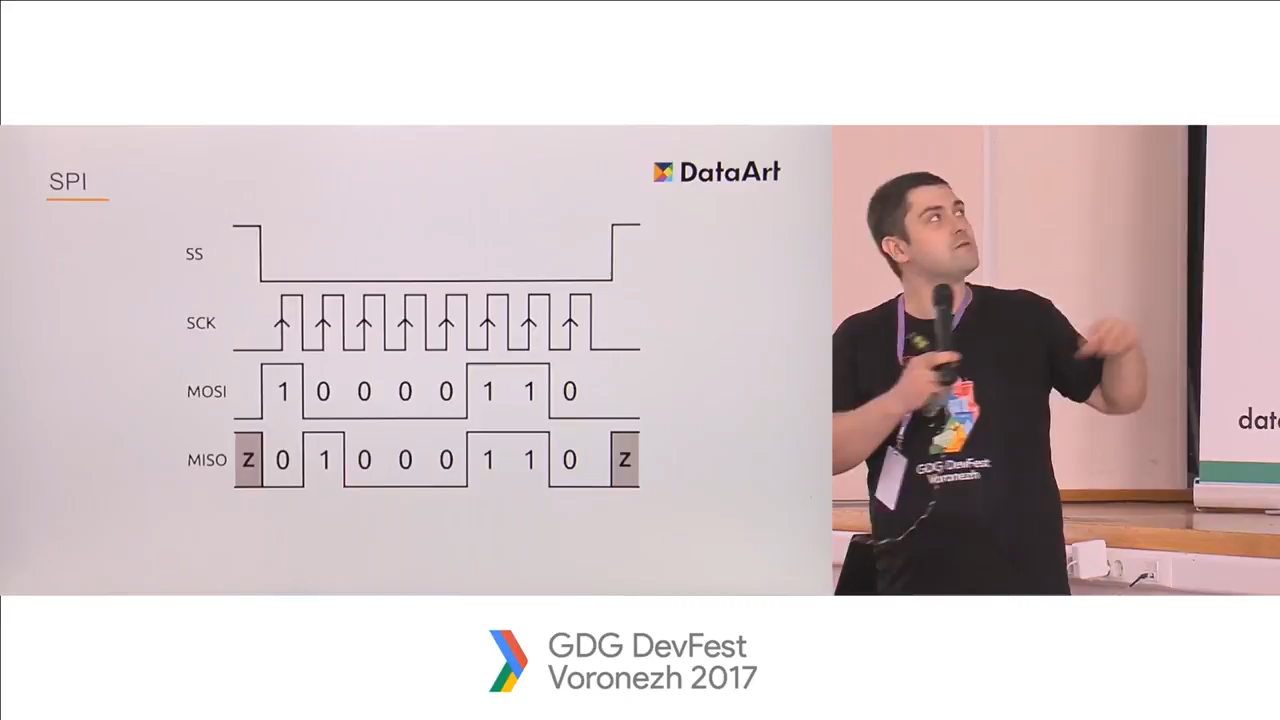 SPI
DataArt
SS
SCK
MOSI 1 0 0 0 0 1 1 0
MISO Z 0 1 0 0 0 1 1 0 Z
GDG DevFest
Voronezh
data
GDG DevFest
Voronezh 2017